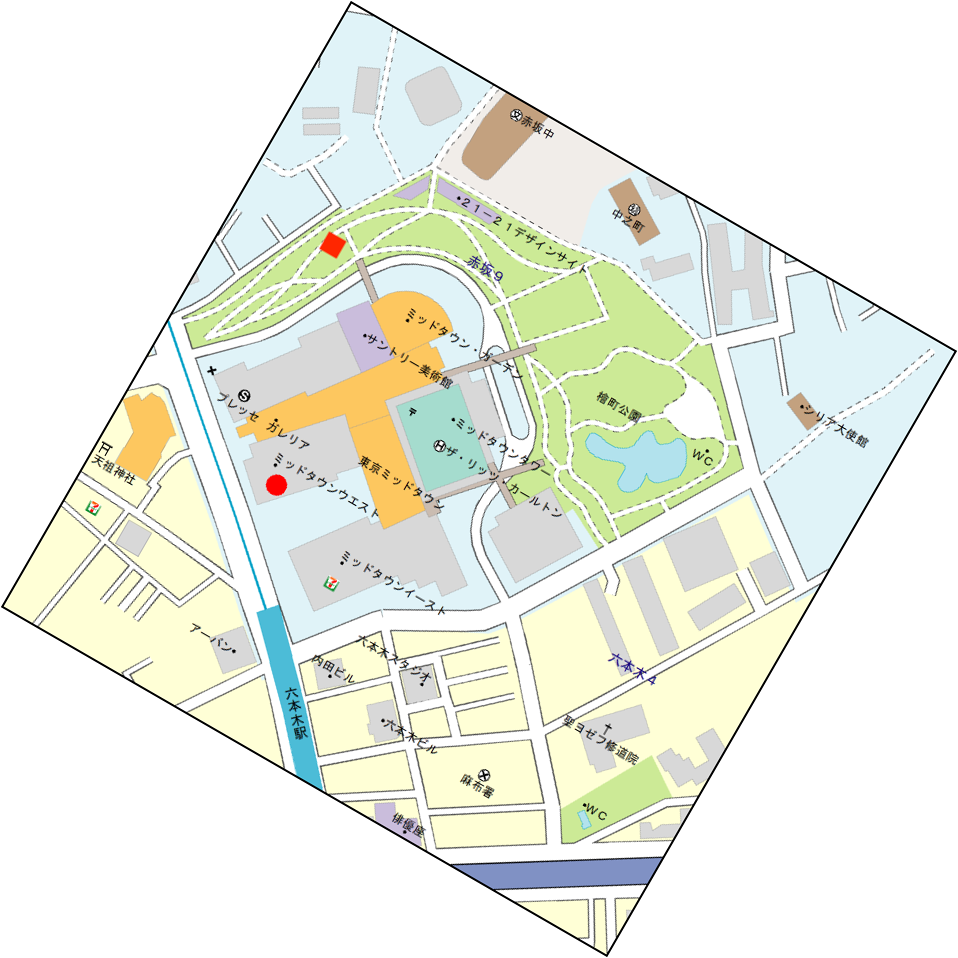 赤坂中
中之町
21-21デザインサイト
赤坂9
ミッドタウン・ガーデン
サントリー美術館
プレッセ
ガレリア
檜町公園
シリア大使館
ミッドタウンタワー
WC
ザ・リッツ・カールトン
東京ミッドタウン
ミッドタウンウエスト
天祖神社
ミッドタウンイースト
アーバン
六本木スタジオ
内田ビル
六本木4
六本木駅
六本木ビル
聖ヨゼフ修道院
麻布署
WC
俳優座